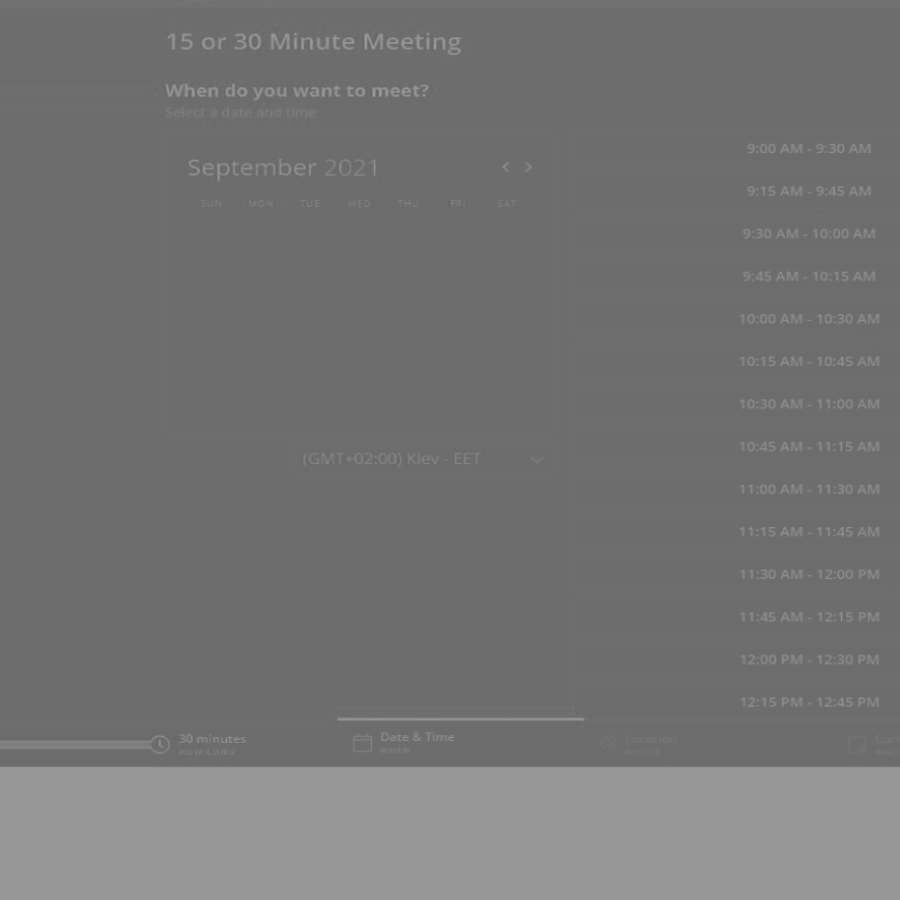 15 or 30 Minute Meeting
When do you want to meet?
Select a date and time
September 2021
SUN MON TUE WED THU FRI SAT
(GMT+02:00) Kiev - EET
9:00 AM - 9:30 AM
9:15 AM - 9:45 AM
9:30 AM - 10:00 AM
9:45 AM - 10:15 AM
10:00 AM - 10:30 AM
10:15 AM - 10:45 AM
10:30 AM - 11:00 AM
10:45 AM - 11:15 AM
11:00 AM - 11:30 AM
11:15 AM - 11:45 AM
11:30 AM - 12:00 PM
11:45 AM - 12:15 PM
12:00 PM - 12:30 PM
12:15 PM - 12:45 PM
30 minutes
HOW LONG
Date & Time
WHEN
Location
WHERE